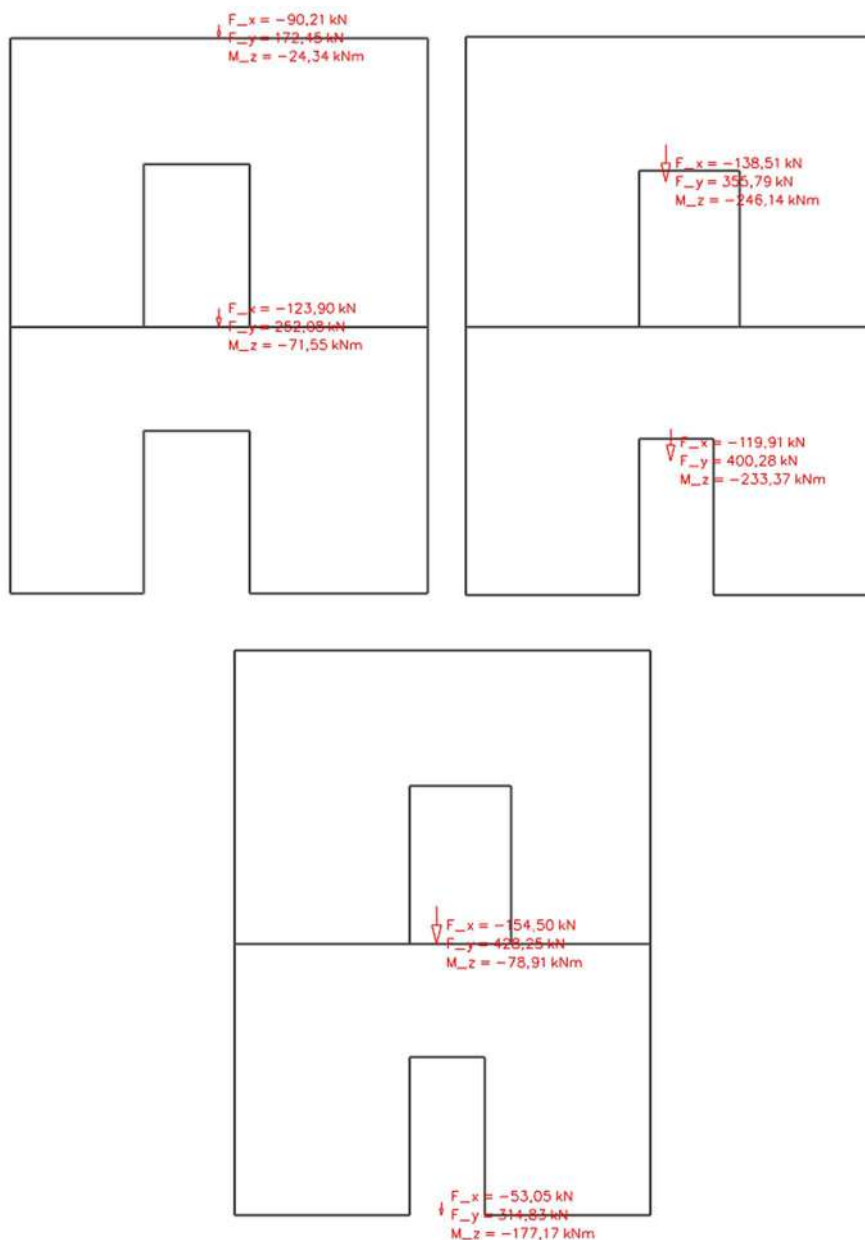 F_x = -90,21 kN
F_y = 172,45 kN
M_z = -24,34 kNm
F_x = -123,90 kN
F_y = 252,08 kN
M_z = -71,55 kNm
F_x = -138,51 kN
F_y = 355,79 kN
M_z = -246,14 kNm
F_x = -119,91 kN
F_y = 400,28 kN
M_z = -233,37 kNm
F_x = -154,50 kN
F_y = 428,25 kN
M_z = -78,91 kNm
F_x = -53,05 kN
F_y = 314,83 kN
M_z = -177,17 kNm